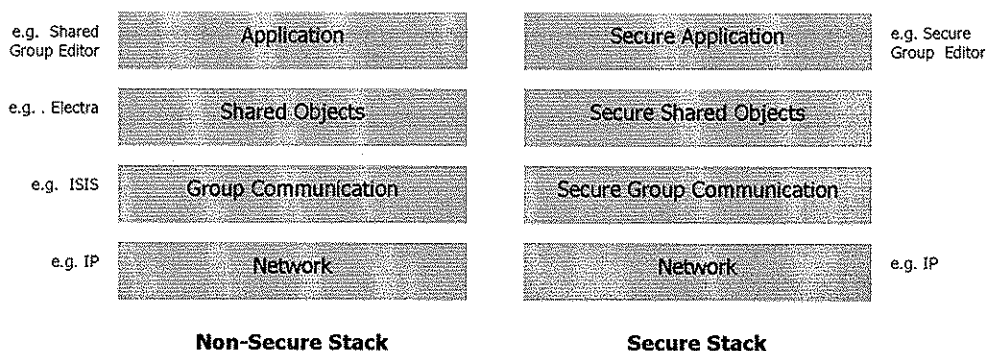 e.g. Shared
Group Editor
Application
Secure Application
e.g. Secure
Group Editor
e.g. . Electra
Shared Objects
Secure Shared Objects
e.g. ISIS
Group Communication
Secure Group Communication
e.g. IP
Network
Network
e.g. IP
Non-Secure Stack
Secure Stack